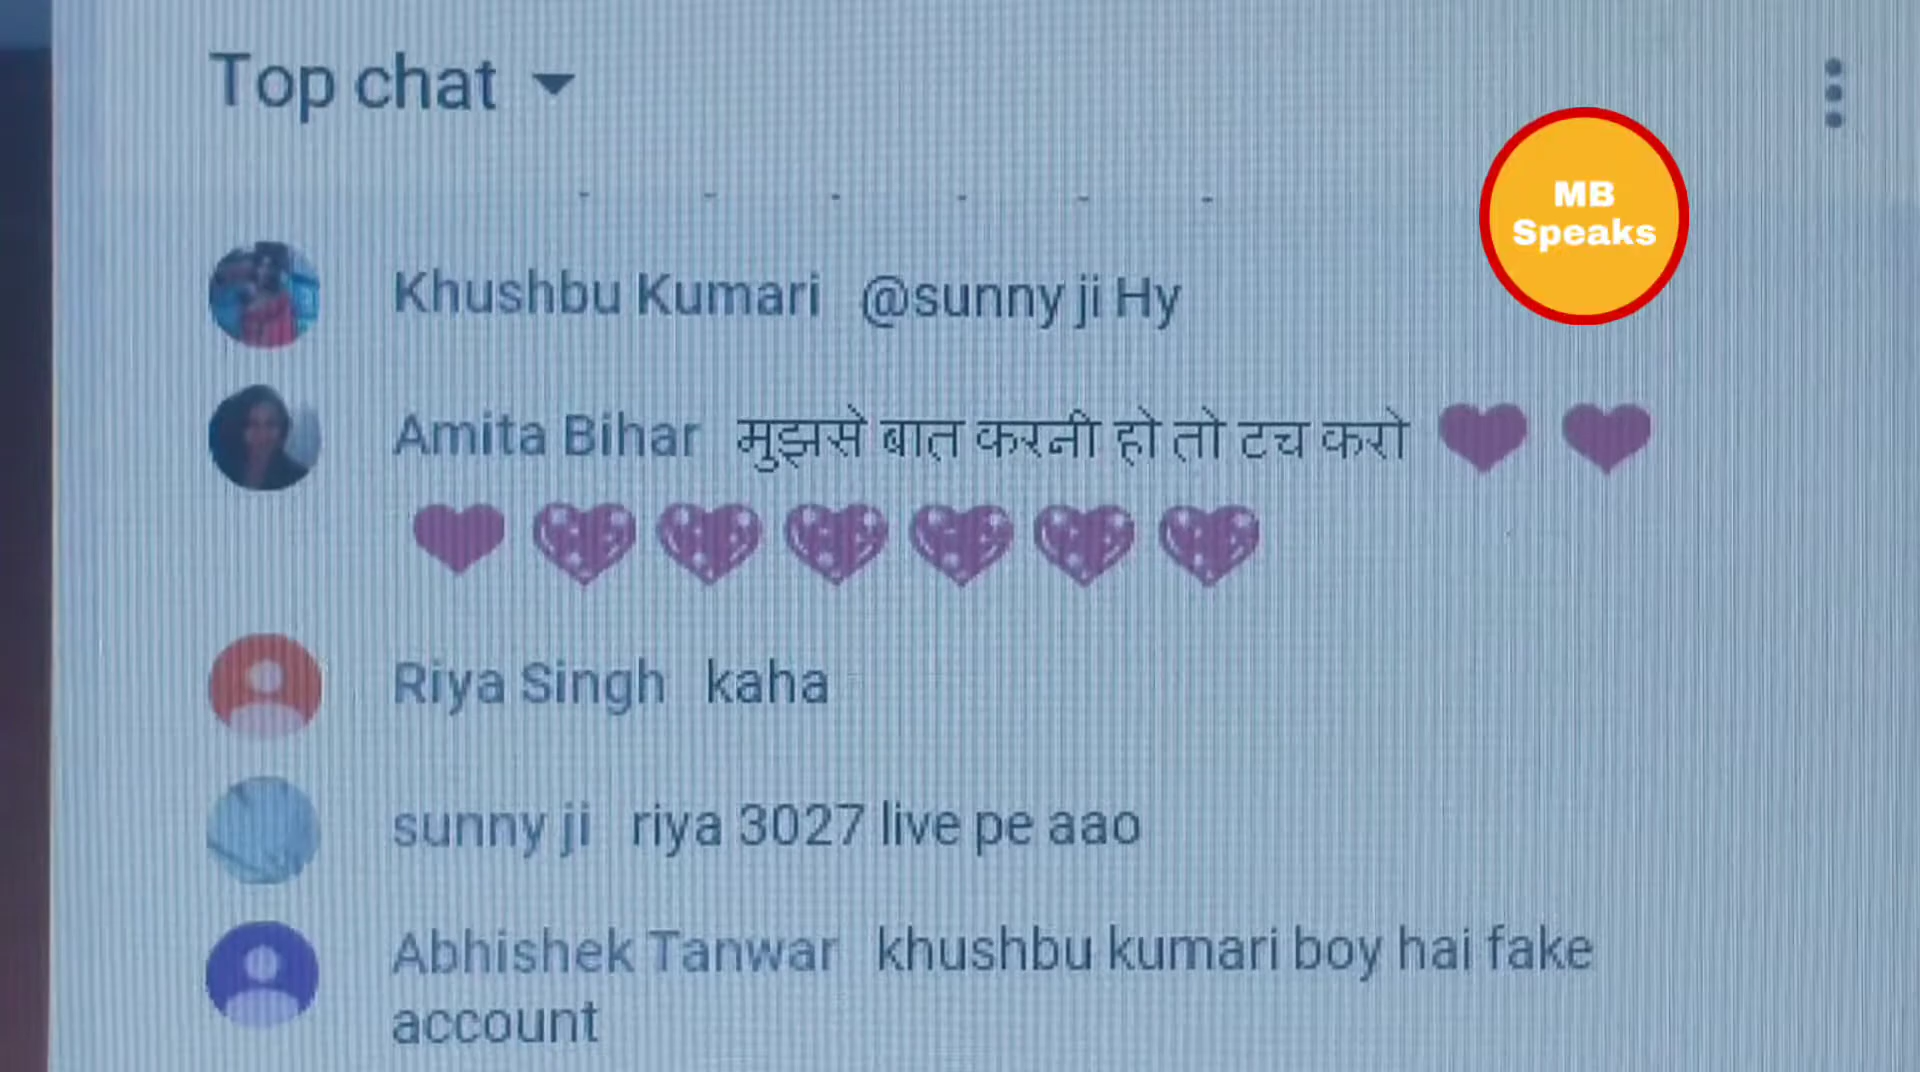 Top chat
MB
Speaks
Khushbu Kumari @sunny ji Hy
Amita Bihar मुझसे बात करनी हो तो टच करो
Riya Singh kaha
sunny ji riya 3027 live pe aao
Abhishek Tanwar khushbu kumari boy hai fake
account